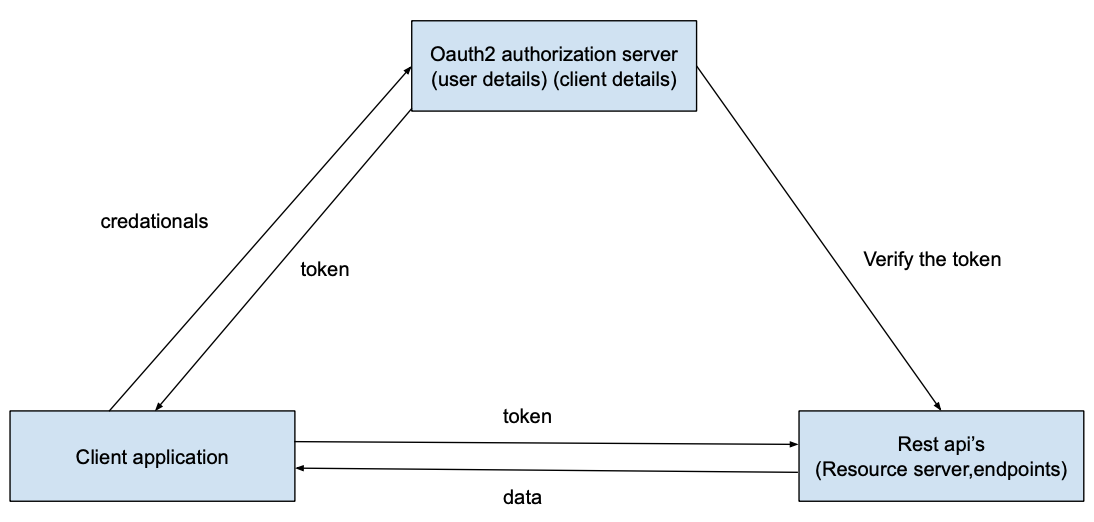 Oauth2 authorization server
(user details) (client details)
credationals
token
Verify the token
token
Client application
Rest api’s
(Resource server,endpoints)
data